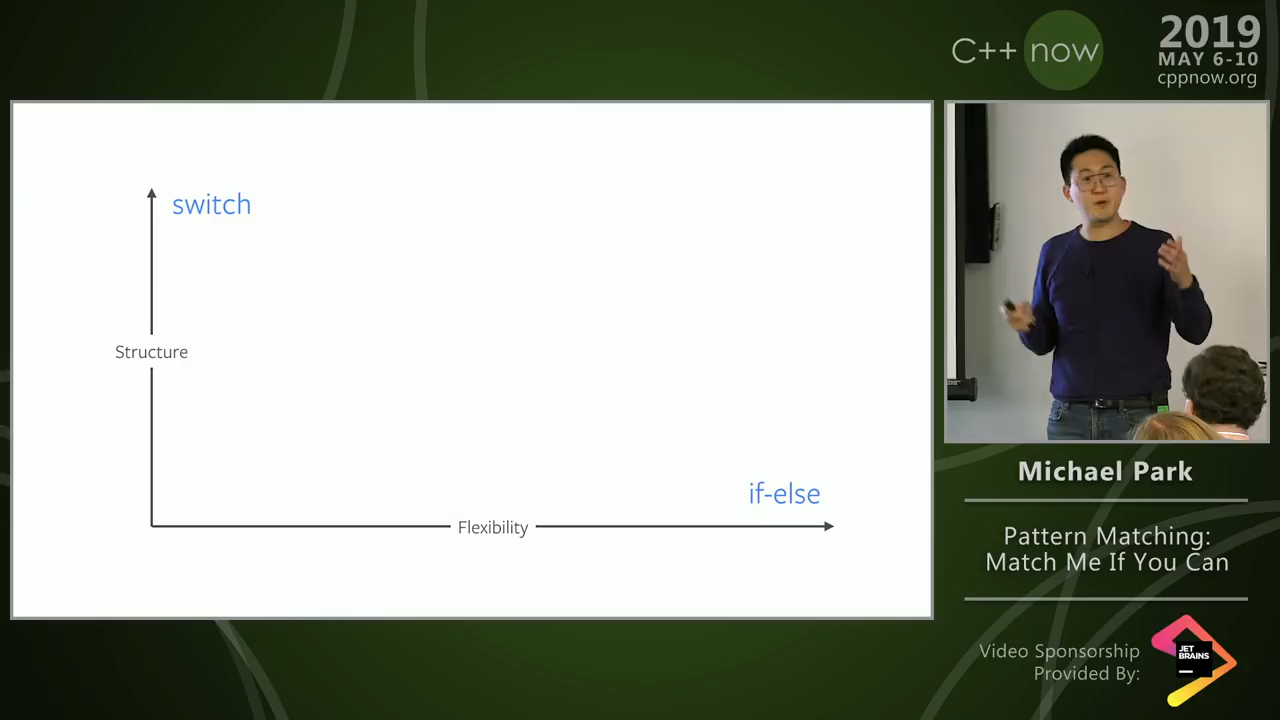 C++ now
2019
MAY 6-10
cppnow.org
switch
Structure
if-else
Flexibility
Michael Park
Pattern Matching:
Match Me If You Can
Video Sponsorship
Provided By:
JET
BRAINS